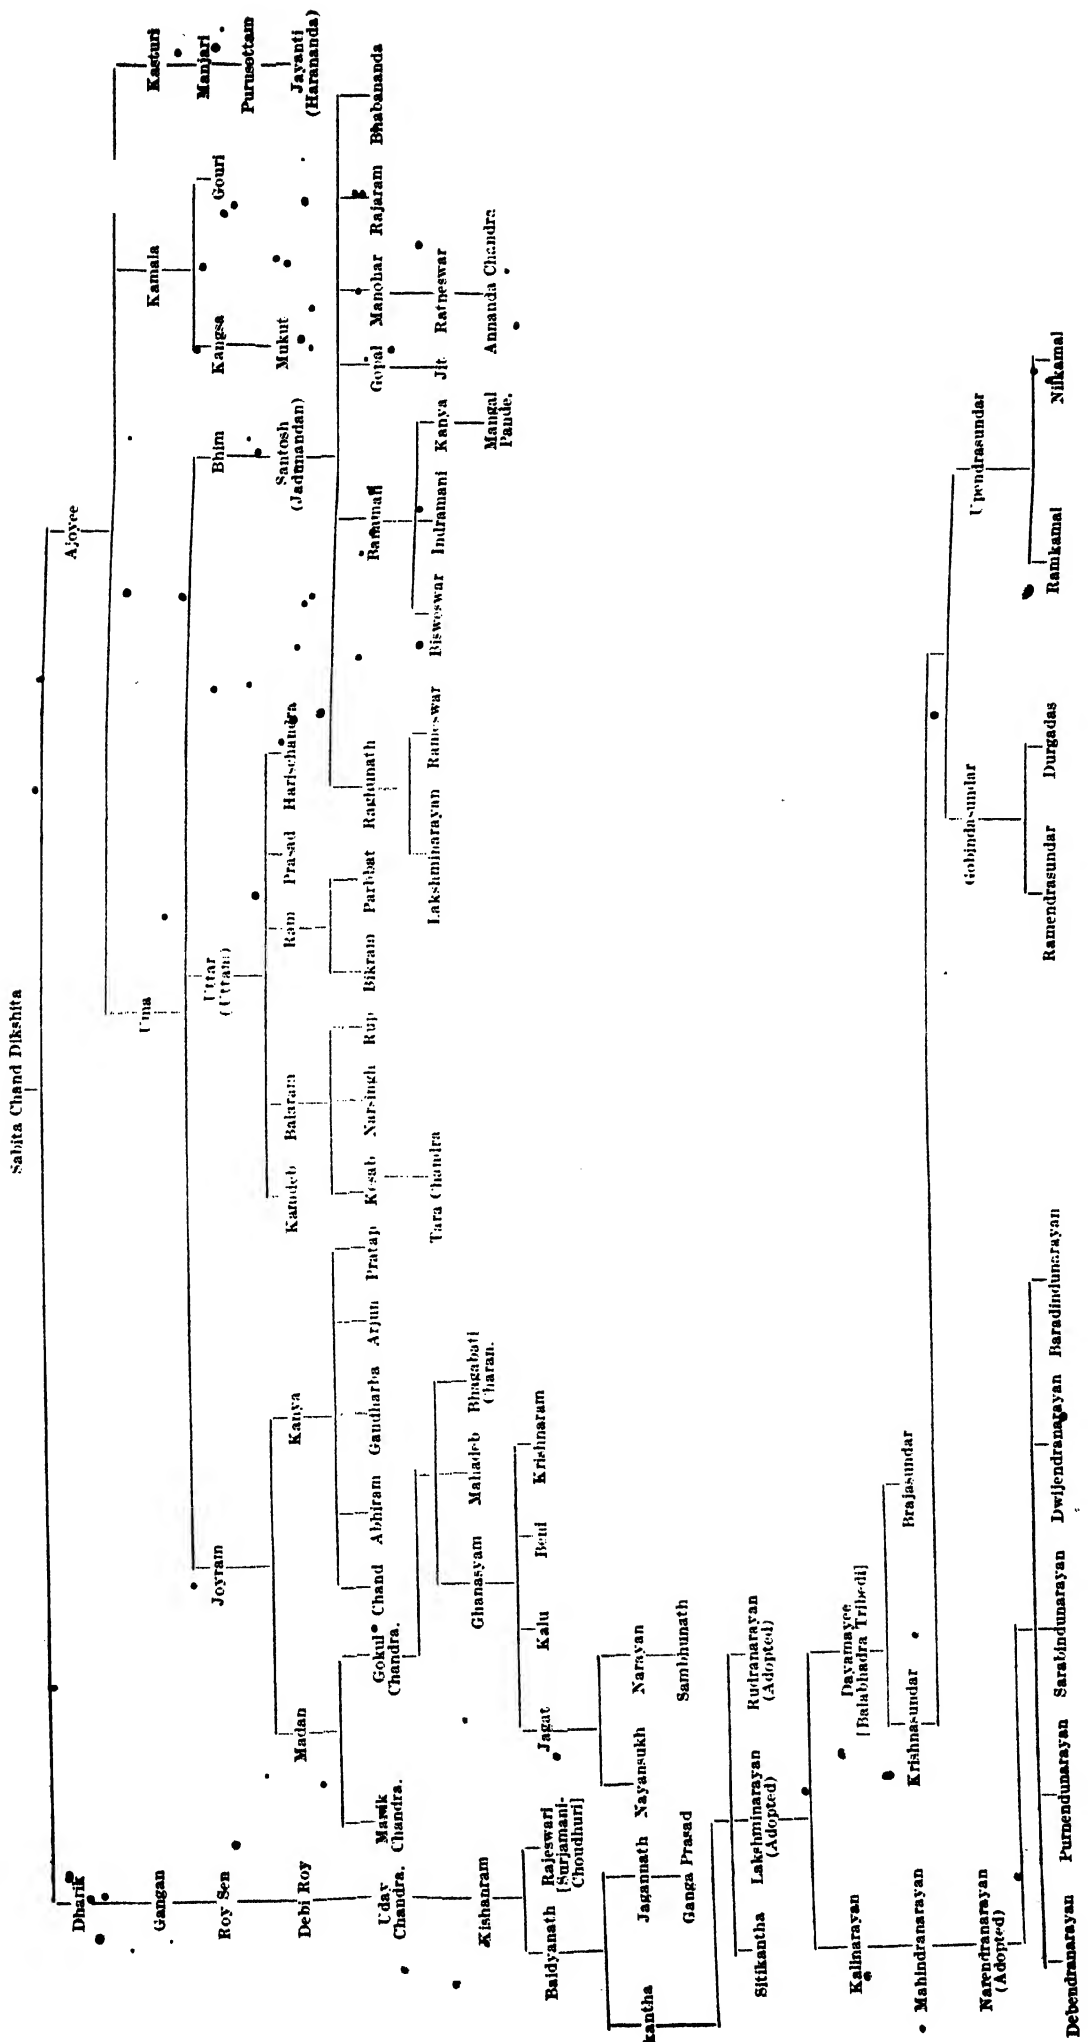 Sabita Chand Dikshita
Dharik
Ajoyee
Gangan
Uma
Kamala
Kasturi
Roy Sen
Joyram
Uttar
(Uttam)
Bhim
Kangsa
Gouri
Manjari
Debi Roy
Madan
Kanya
Kamdeb
Balaram
Ram
Prasad
Harischandra
Santosh
(Jadunandan)
Mukut
Purusottam
Uday
Chandra.
Manik
Chandra.
Gokul
Chandra.
Chand
Abhiram
Gandharba
Arjun
Pratap
Kesab
Narsingh
Rup
Bikram
Parbbat
Raghunath
Gopal
Manohar
Rajaram
Bhabananda
Jayanti
(Harananda)
Tara Chandra
Lakshminarayan
Rameswar
Bisweswar
Indramani
Kanya
Jit
Ratneswar
Kishanram
Ghanasyam
Mahadeb
Bhagabati
Charan.
Mangal
Pande.
Annanda Chandra
Baidyanath
Rajeswari
[Surjamani-
Choudhuri]
Jagat
Kalu
Beni
Krishnaram
kantha
Jagannath
Nayansukh
Narayan
Ganga Prasad
Sambhunath
Sitikantha
Lakshminarayan
(Adopted)
Rudranarayan
(Adopted)
Kalinarayan
Dayamayee
[Balabhadra Tribedi]
Mahindranarayan
Krishnasundar
Brajasundar
Narendranarayan
(Adopted)
Gobindasundar
Upendrasundar
Debendranarayan
Purnendunarayan
Sarabindunarayan
Dwijendranarayan
Baradindunarayan
Ramendrasundar
Durgadas
Ramkamal
Nilkamal